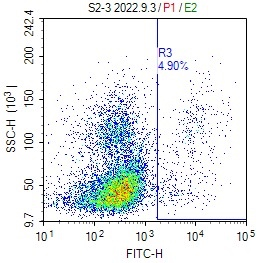 S2-3 2022.9.3 / P1 / E2
242.4
200
150
100
50
9.7
SSC-H (10³)
R3
4.90%
10¹ 10² 10³ 10⁴ 10⁵
FITC-H